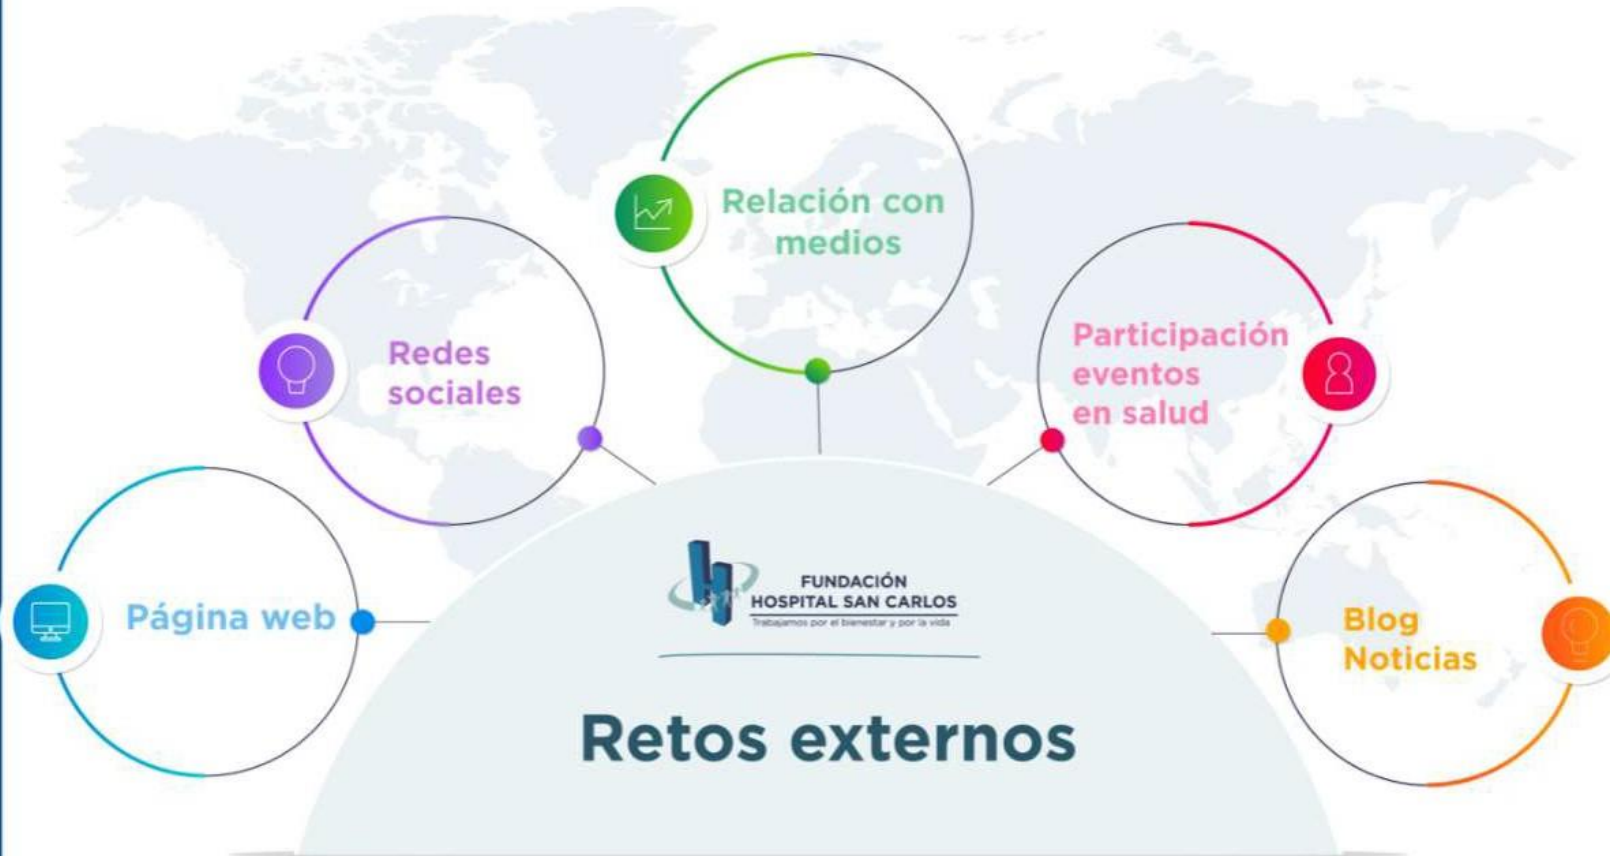 Relación con
medios
Redes
sociales
Participación
eventos
en salud
Página web
Blog
Noticias
FUNDACIÓN
HOSPITAL SAN CARLOS
Trabajamos por el bienestar y por la vida
Retos externos